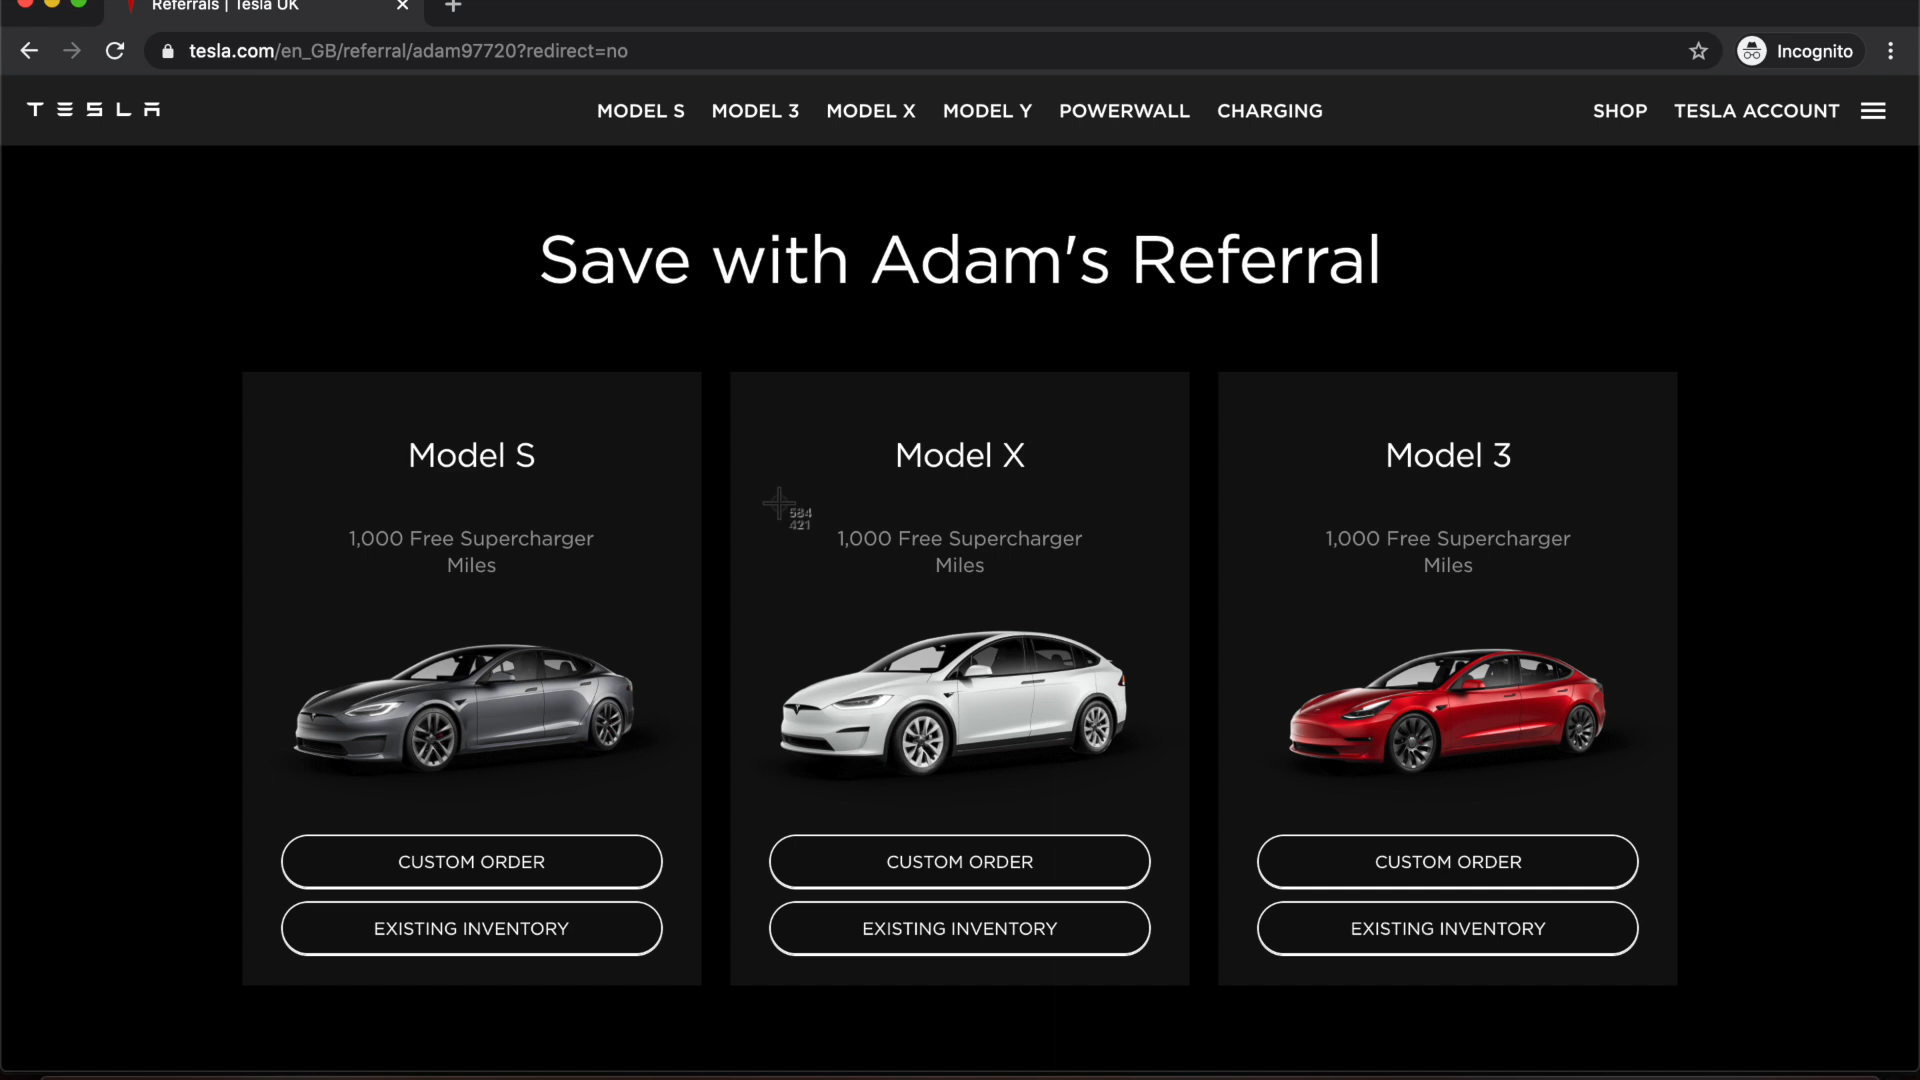 Referrals | Tesla UK
tesla.com/en_GB/referral/adam97720?redirect=no
Incognito
TESLA
MODEL S MODEL 3 MODEL X MODEL Y POWERWALL CHARGING
SHOP TESLA ACCOUNT
Save with Adam's Referral
Model S
1,000 Free Supercharger
Miles
CUSTOM ORDER
EXISTING INVENTORY
Model X
584
421
1,000 Free Supercharger
Miles
CUSTOM ORDER
EXISTING INVENTORY
Model 3
1,000 Free Supercharger
Miles
CUSTOM ORDER
EXISTING INVENTORY